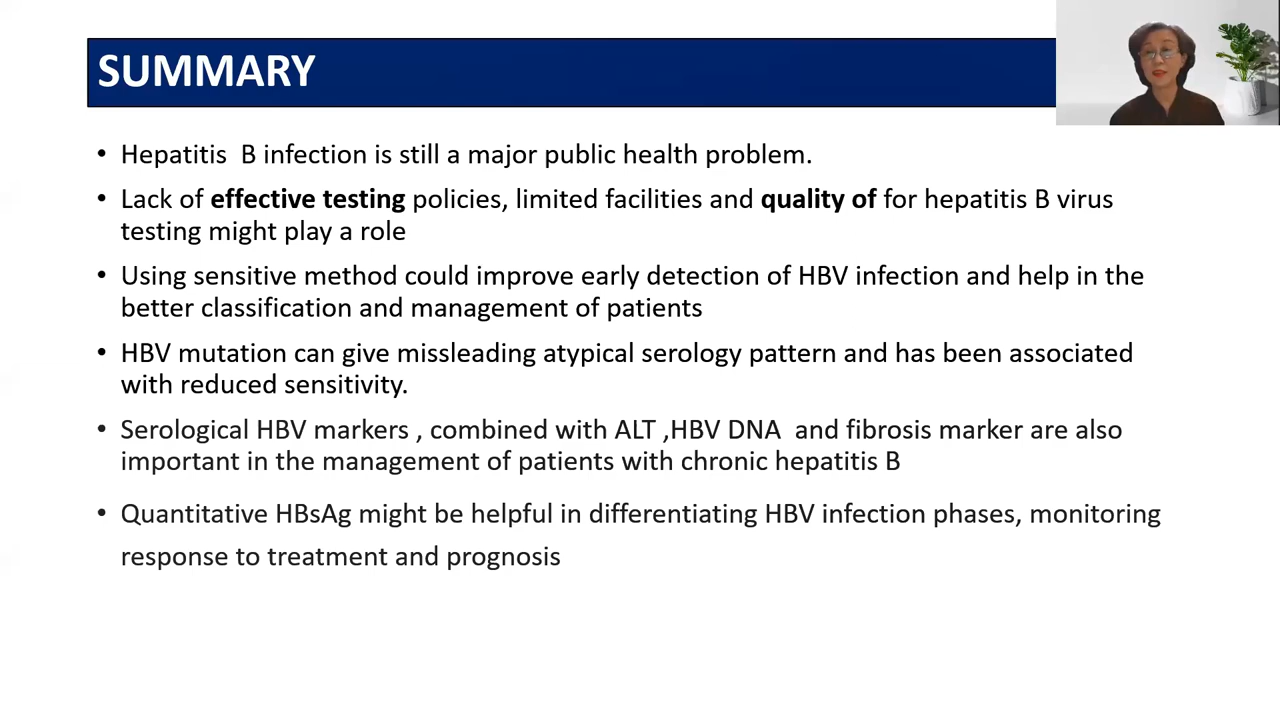 SUMMARY
• Hepatitis  B infection is still a major public health problem.
• Lack of effective testing policies, limited facilities and quality of for hepatitis B virus
testing might play a role
• Using sensitive method could improve early detection of HBV infection and help in the
better classification and management of patients
• HBV mutation can give missleading atypical serology pattern and has been associated
with reduced sensitivity.
• Serological HBV markers , combined with ALT ,HBV DNA  and fibrosis marker are also
important in the management of patients with chronic hepatitis B
• Quantitative HBsAg might be helpful in differentiating HBV infection phases, monitoring
response to treatment and prognosis